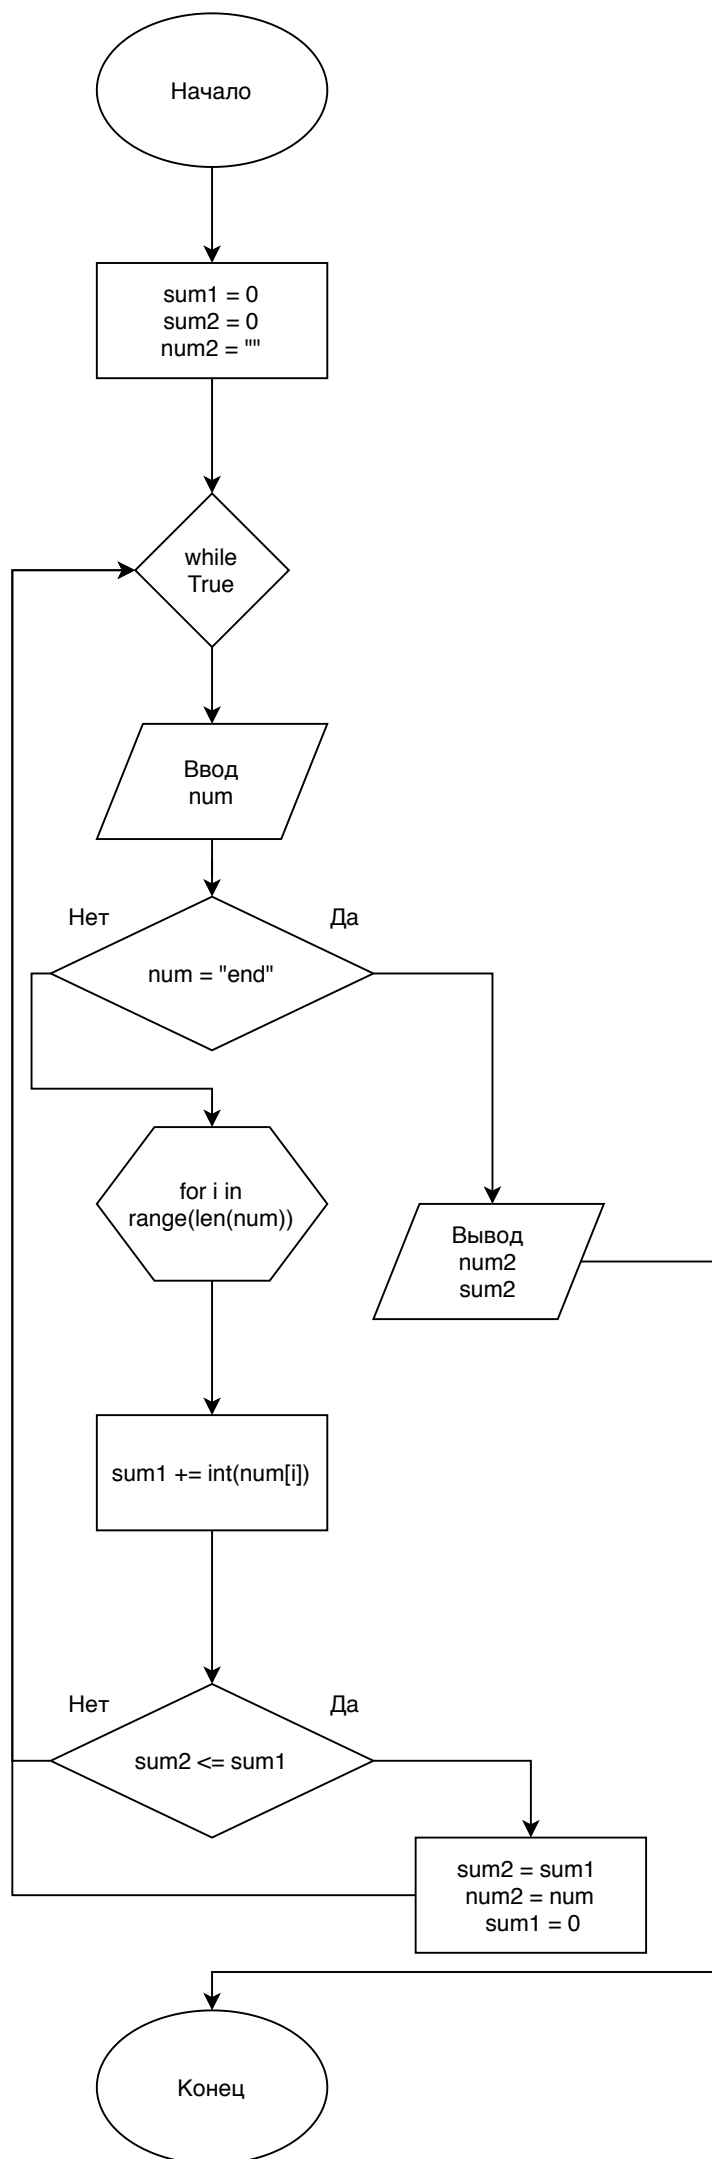 Начало
sum1 = 0
sum2 = 0
num2 = ""
while
True
Ввод
num
Нет
Да
num = "end"
for i in
range(len(num))
Вывод
num2
sum2
sum1 += int(num[i])
Нет
Да
sum2 <= sum1
sum2 = sum1
num2 = num
sum1 = 0
Конец